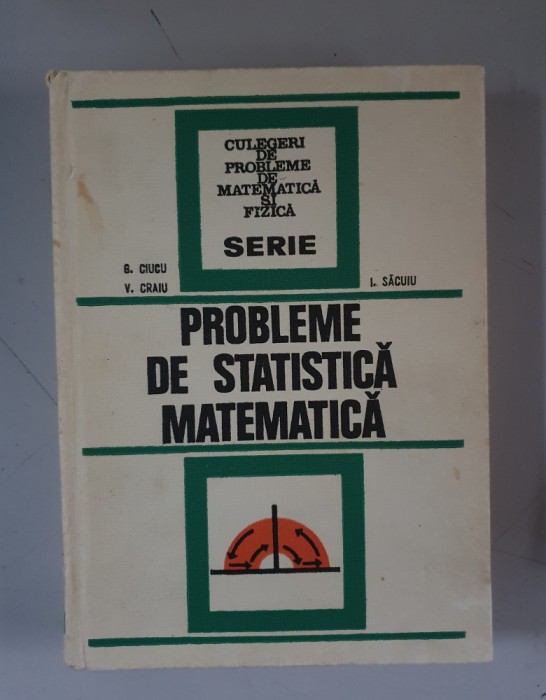 CULEGERI
DE
PROBLEME
DE
MATEMATICĂ
ȘI
FIZICĂ
SERIE
G. CIUCU
V. CRAIU
I. SĂCUIU
PROBLEME
DE STATISTICĂ
MATEMATICĂ